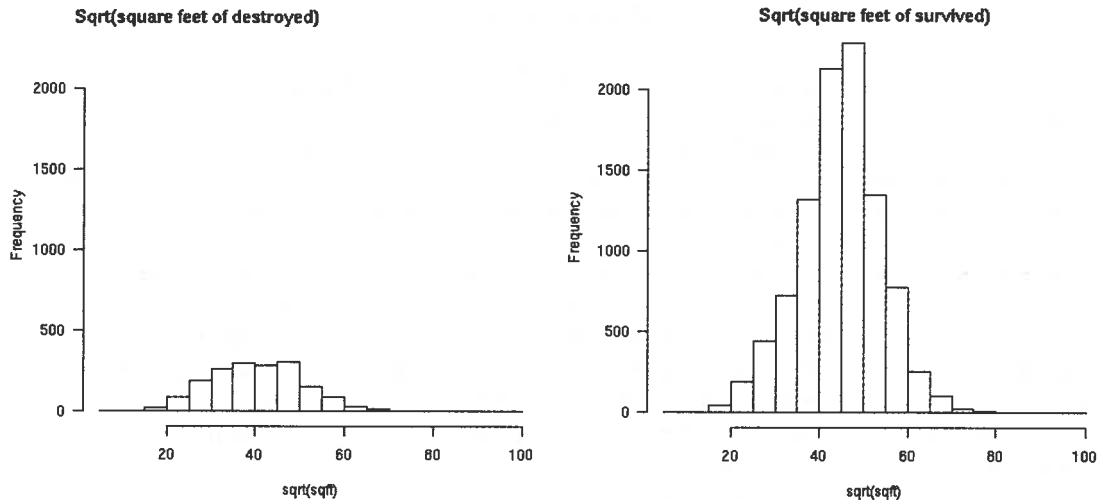 Sqrt(square feet of destroyed)
2000
1500
1000
500
0
Frequency
20 40 60 80 100
sqrt(sqft)
Sqrt(square feet of survived)
2000
1500
1000
500
0
Frequency
20 40 60 80 100
sqrt(sqft)